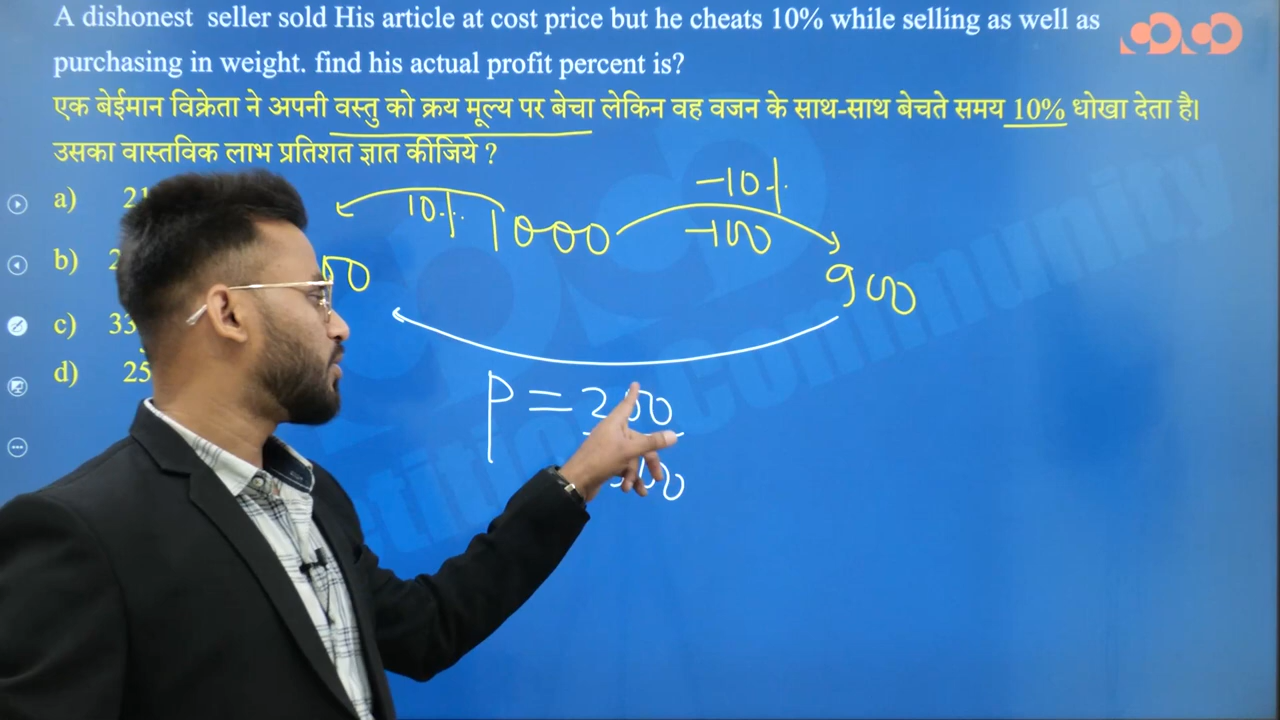 A dishonest seller sold His article at cost price but he cheats 10% while selling as well as
purchasing in weight. find his actual profit percent is?
एक बेईमान विक्रेता ने अपनी वस्तु को क्रय मूल्य पर बेचा लेकिन वह वजन के साथ-साथ बेचते समय 10% धोखा देता है।
उसका वास्तविक लाभ प्रतिशत ज्ञात कीजिये ?
a)
b)
c)
d)
10%
1000
-10%
-100
900
P = 200
Community